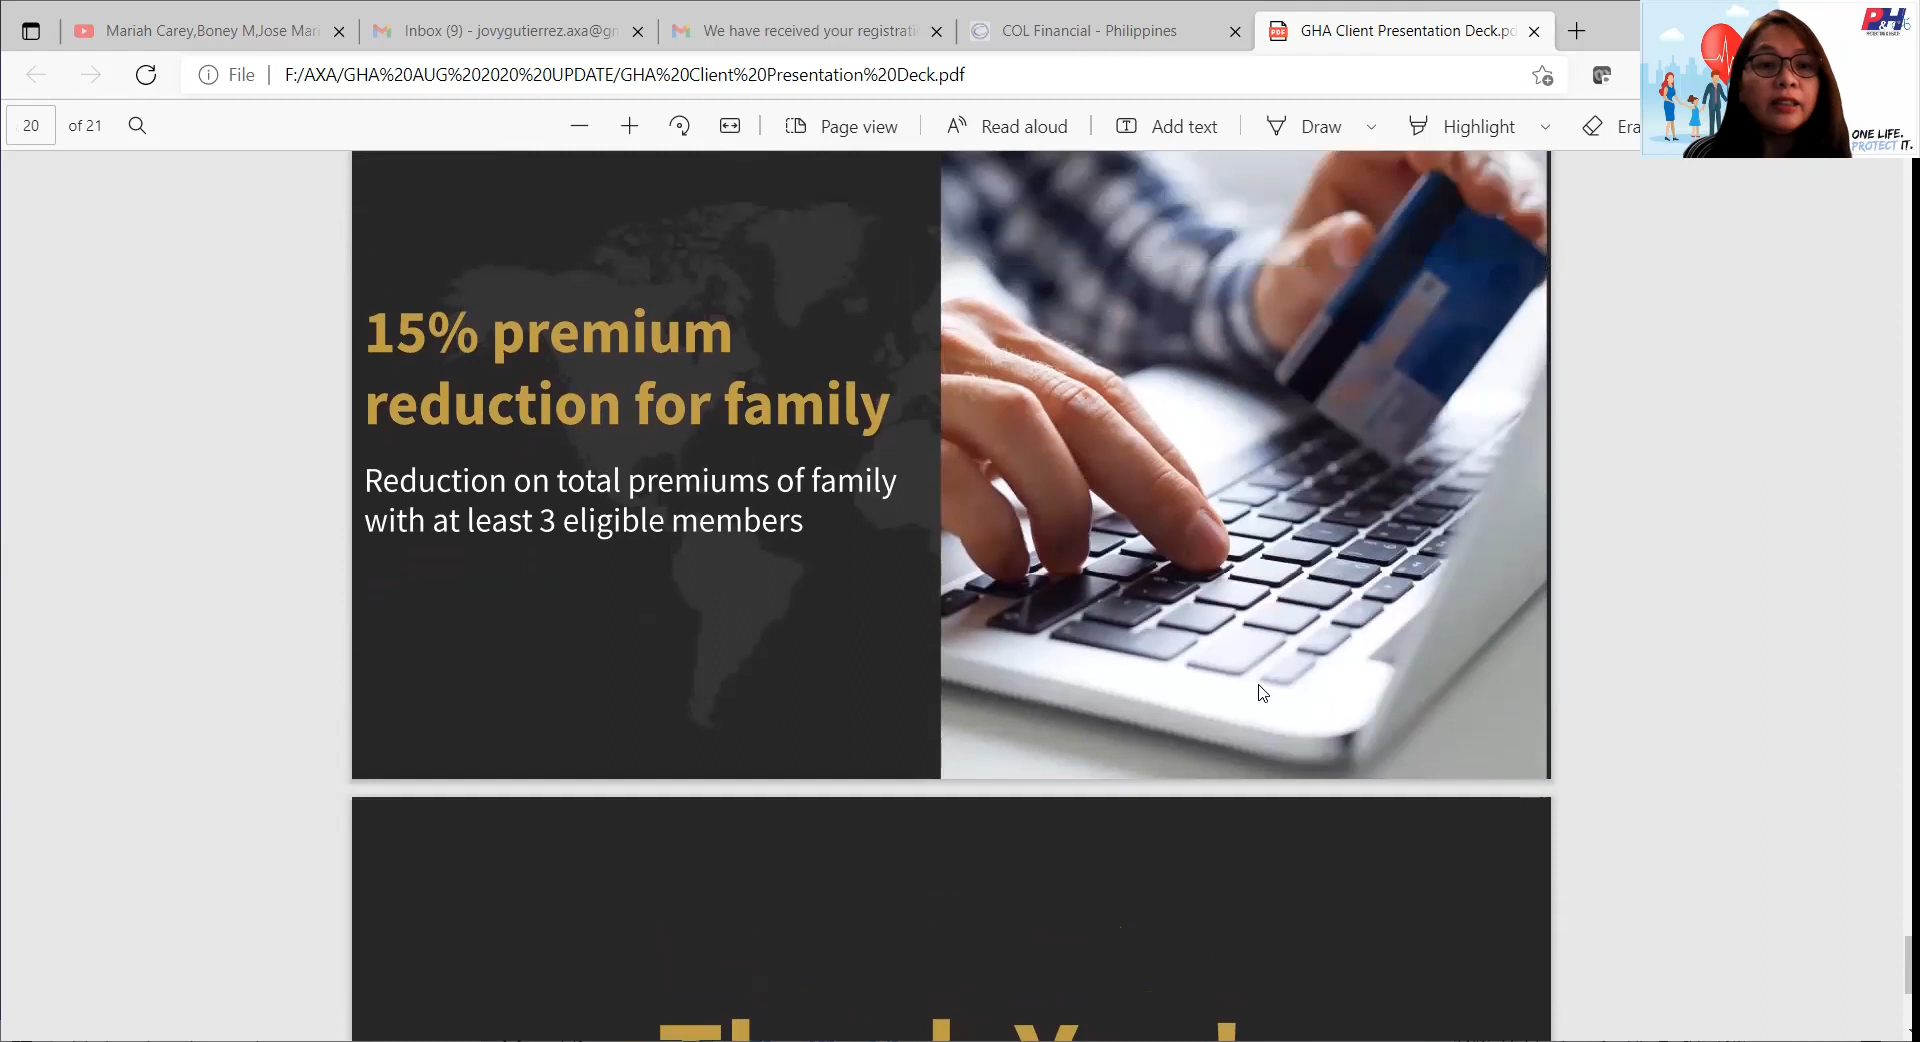 Mariah Carey,Boney M,Jose Mari
Inbox (9) - jovygutierrez.axa@gm
We have received your registrati
COL Financial - Philippines
GHA Client Presentation Deck.pd
File
F:/AXA/GHA%20AUG%202020%20UPDATE/GHA%20Client%20Presentation%20Deck.pdf
20
of 21
Page view
Read aloud
Add text
Draw
Highlight
Era
ONE LIFE.
PROTECT IT.
15% premium
reduction for family
Reduction on total premiums of family
with at least 3 eligible members